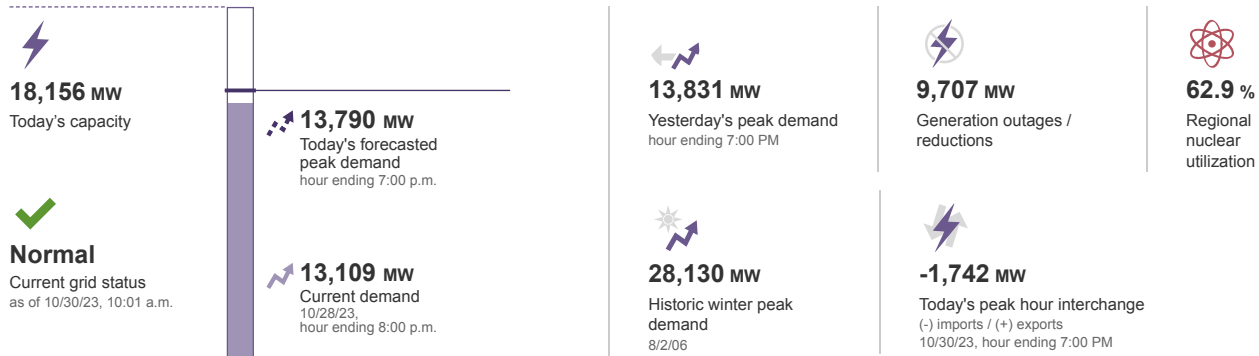 18,156 MW
Today's capacity
Normal
Current grid status
as of 10/30/23, 10:01 a.m.
13,790 MW
Today's forecasted
peak demand
hour ending 7:00 p.m.
13,109 MW
Current demand
10/28/23,
hour ending 8:00 p.m.
13,831 MW
Yesterday's peak demand
hour ending 7:00 PM
9,707 MW
Generation outages /
reductions
62.9 %
Regional
nuclear
utilization
28,130 MW
Historic winter peak
demand
8/2/06
-1,742 MW
Today's peak hour interchange
(-) imports / (+) exports
10/30/23, hour ending 7:00 PM